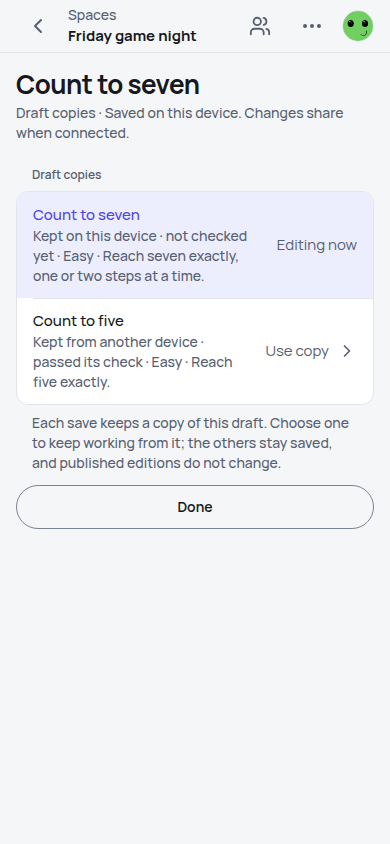 Spaces
Friday game night
Count to seven
Draft copies · Saved on this device. Changes share
when connected.
Draft copies
Count to seven
Kept on this device · not checked
yet · Easy · Reach seven exactly,
one or two steps at a time.
Editing now
Count to five
Kept from another device ·
passed its check · Easy · Reach
five exactly.
Use copy
Each save keeps a copy of this draft. Choose one
to keep working from it; the others stay saved,
and published editions do not change.
Done